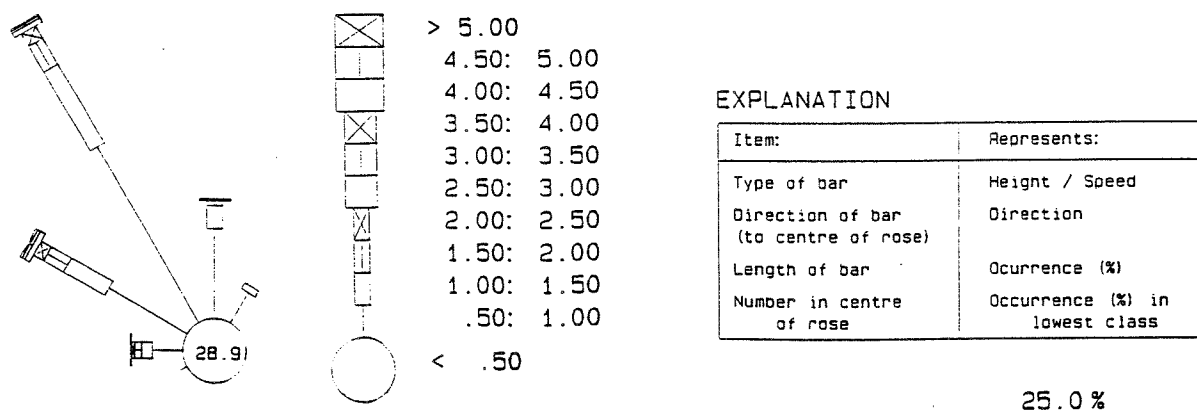 > 5.00
4.50: 5.00
4.00: 4.50
3.50: 4.00
3.00: 3.50
2.50: 3.00
2.00: 2.50
1.50: 2.00
1.00: 1.50
.50: 1.00
< .50
28.9
EXPLANATION
Item: Represents:
Type of bar Height / Speed
Direction of bar Direction
(to centre of rose)
Length of bar Ocurrence (%)
Number in centre Occurrence (%) in
of rose lowest class
25.0 %